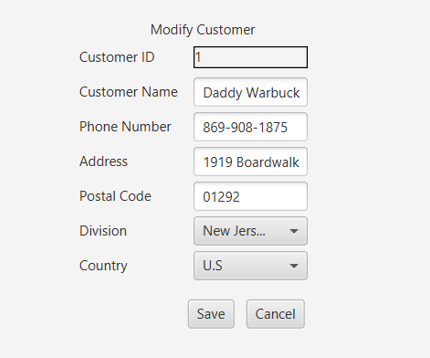 Modify Customer
Customer ID 1
Customer Name Daddy Warbuck
Phone Number 869-908-1875
Address 1919 Boardwalk
Postal Code 01292
Division New Jers...
Country U.S
Save Cancel